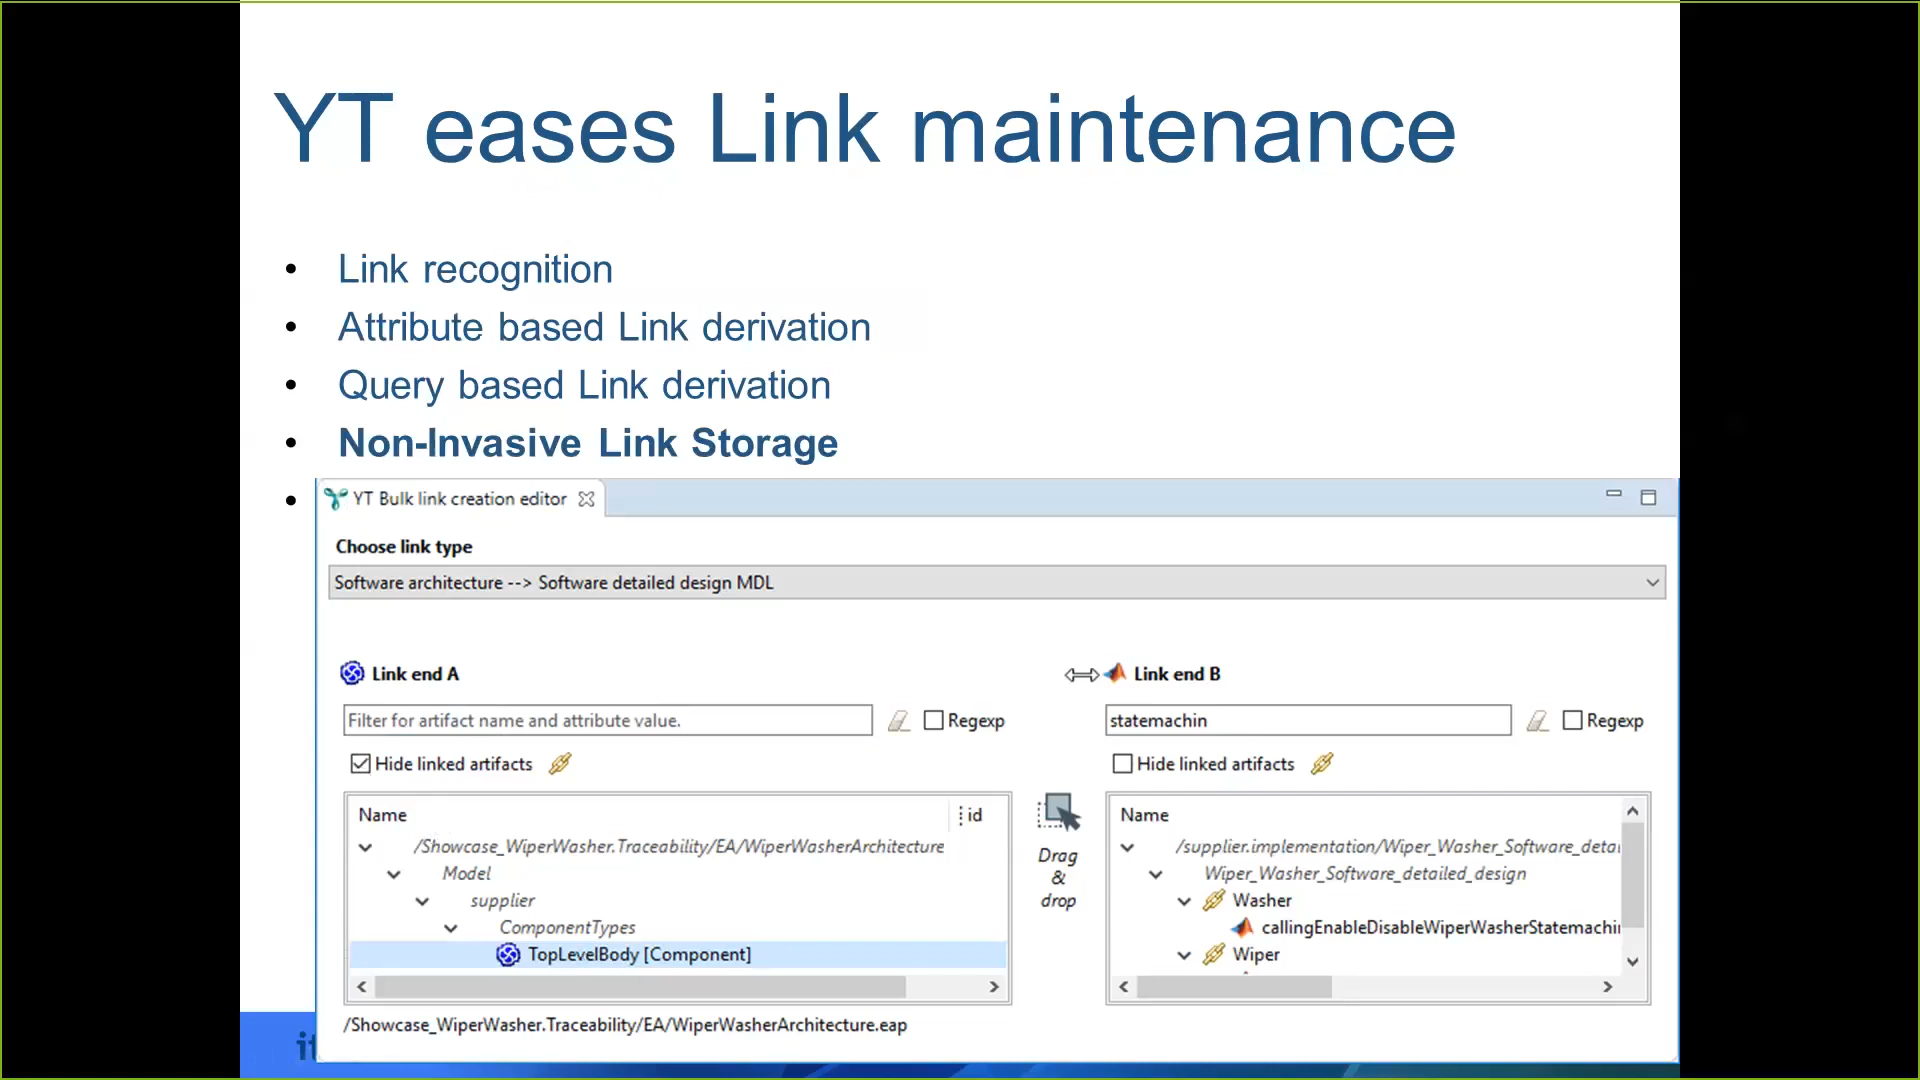 YT eases Link maintenance
• Link recognition
• Attribute based Link derivation
• Query based Link derivation
• Non-Invasive Link Storage
•
YT Bulk link creation editor
Choose link type
Software architecture --> Software detailed design MDL
Link end A
Link end B
Filter for artifact name and attribute value.
Regexp
statemachin
Regexp
Hide linked artifacts
Hide linked artifacts
Name
id
/Showcase_WiperWasher.Traceability/EA/WiperWasherArchitecture
Model
supplier
ComponentTypes
TopLevelBody [Component]
Drag
&
drop
Name
/supplier.implementation/Wiper_Washer_Software_detai
Wiper_Washer_Software_detailed_design
Washer
callingEnableDisableWiperWasherStatemachin
Wiper
/Showcase_WiperWasher.Traceability/EA/WiperWasherArchitecture.eap